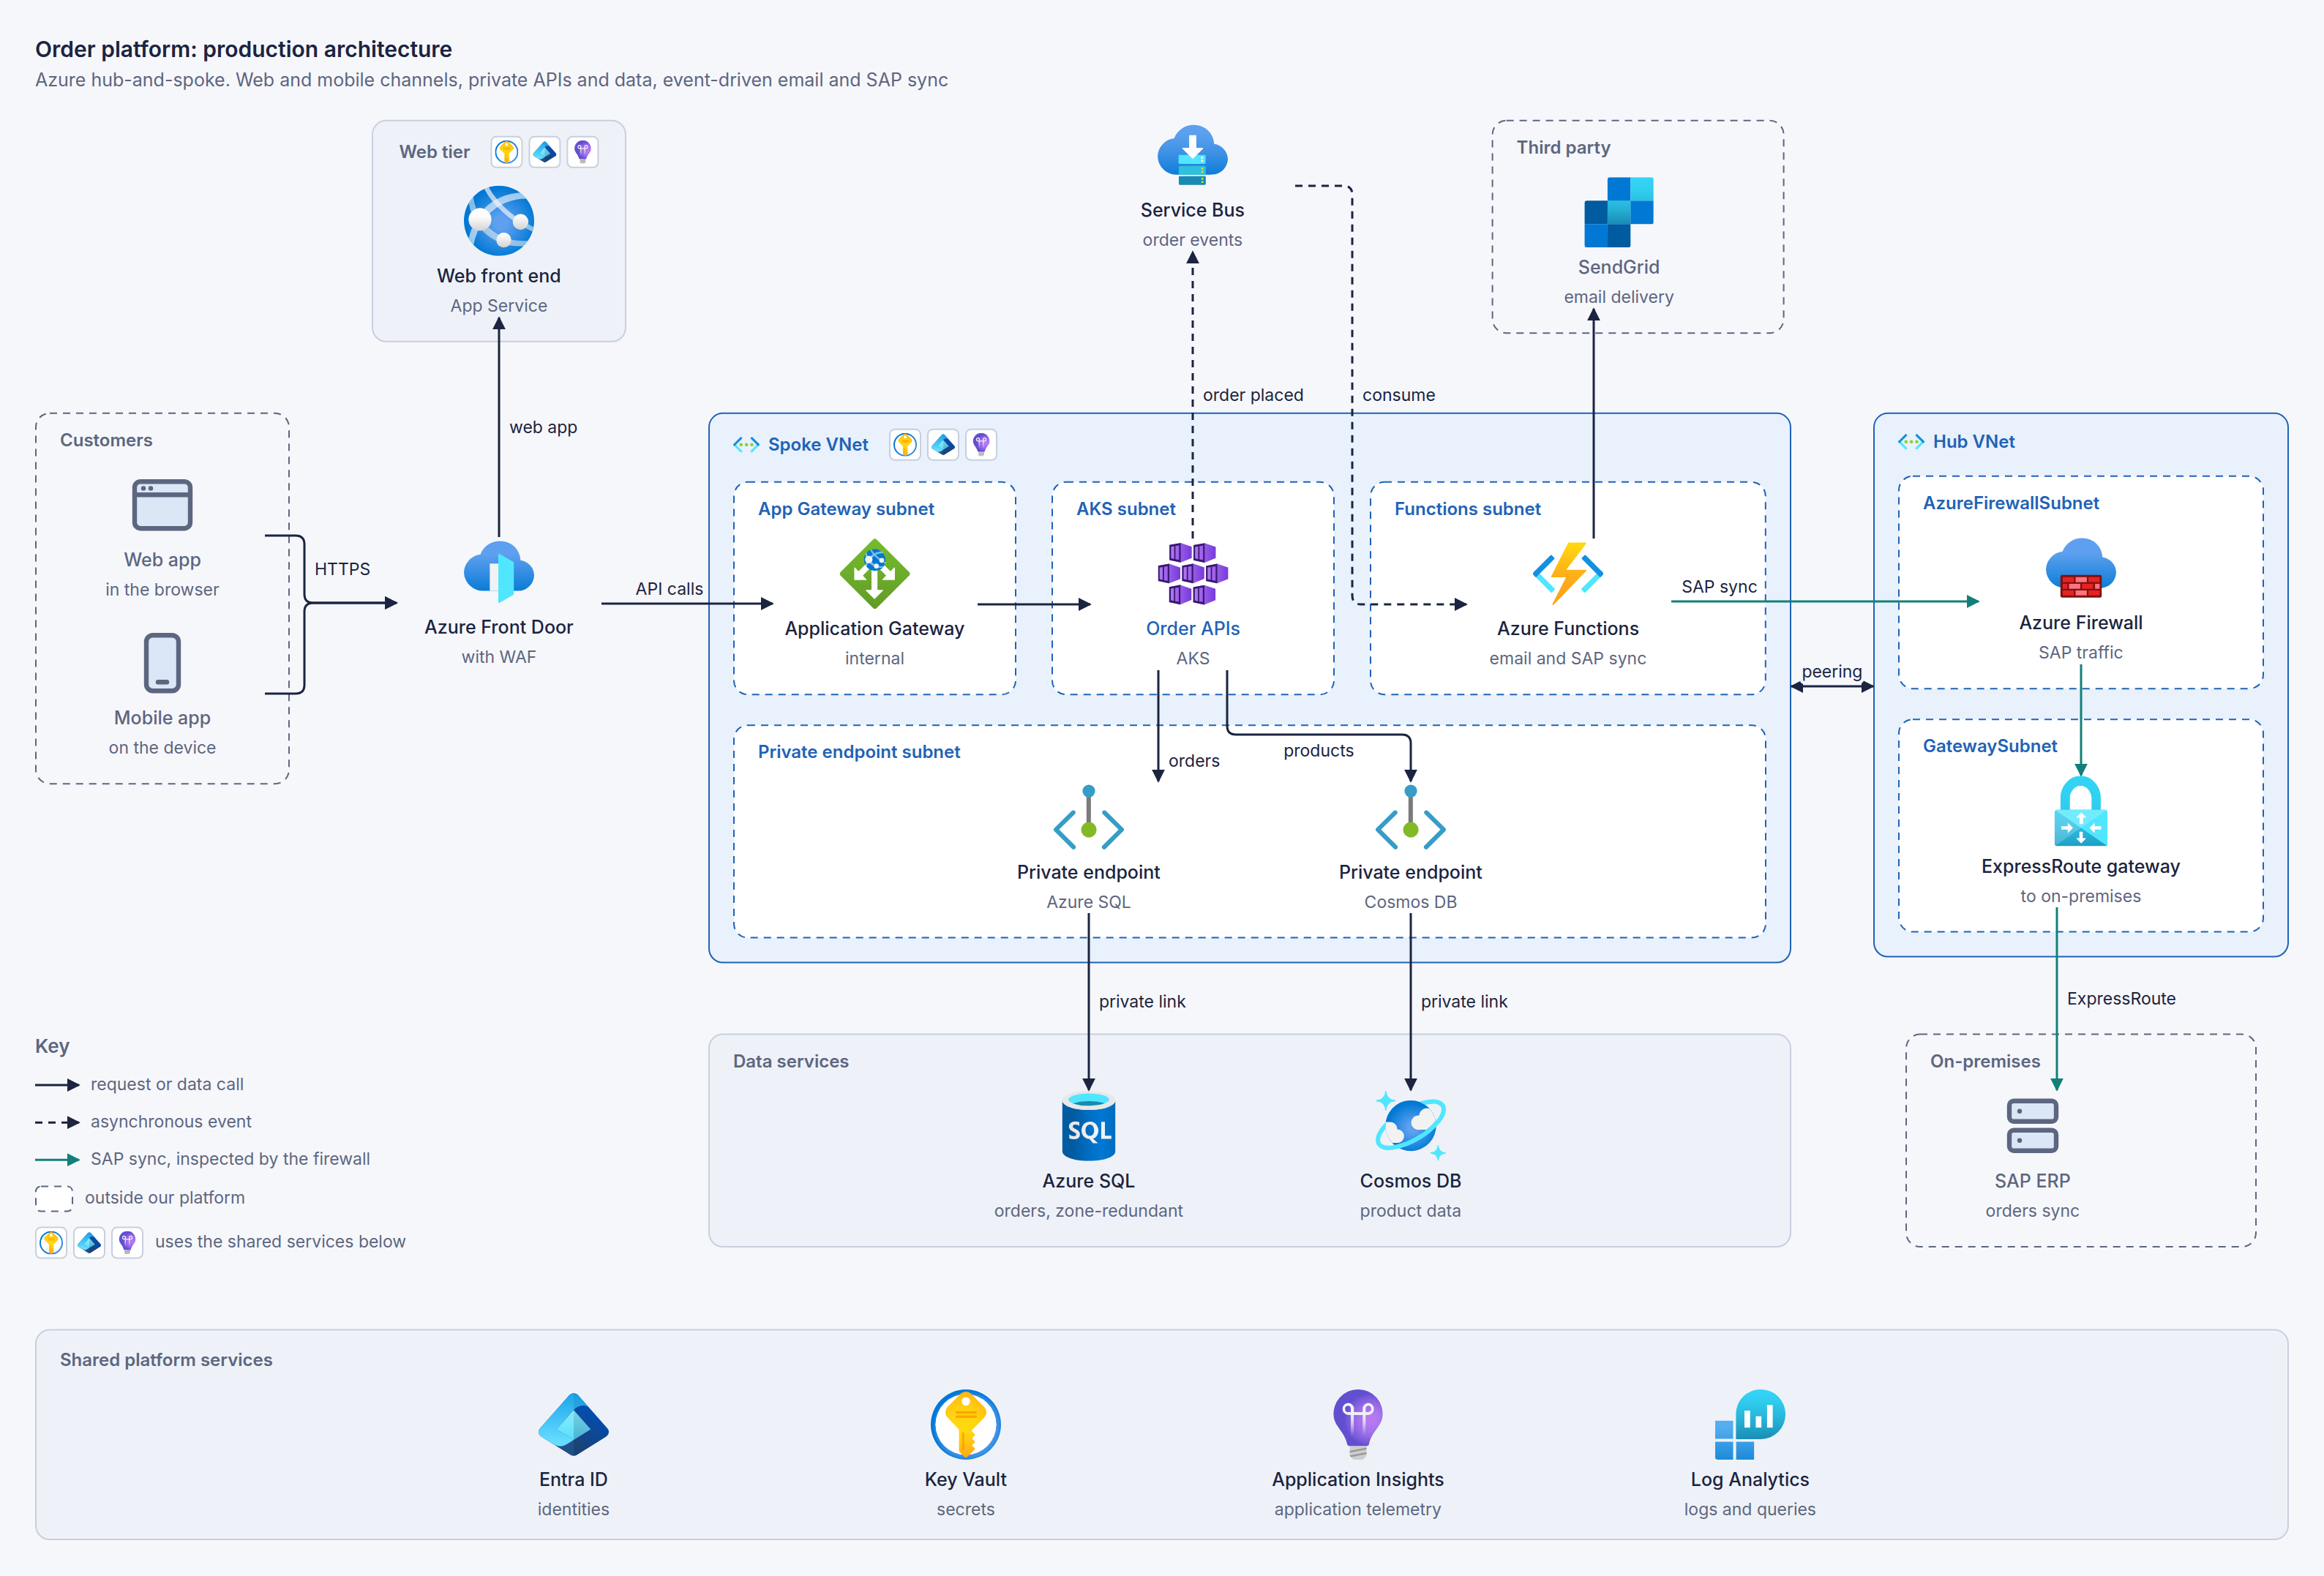 Order platform: production architecture
Azure hub-and-spoke. Web and mobile channels, private APIs and data, event-driven email and SAP sync
Web tier
Web front end
App Service
Service Bus
order events
Third party
SendGrid
email delivery
web app
order placed
consume
Customers
Web app
in the browser
Mobile app
on the device
HTTPS
Azure Front Door
with WAF
API calls
Spoke VNet
App Gateway subnet
Application Gateway
internal
AKS subnet
Order APIs
AKS
Functions subnet
Azure Functions
email and SAP sync
SAP sync
peering
Hub VNet
AzureFirewallSubnet
Azure Firewall
SAP traffic
Private endpoint subnet
orders
products
Private endpoint
Azure SQL
Private endpoint
Cosmos DB
GatewaySubnet
ExpressRoute gateway
to on-premises
private link
private link
ExpressRoute
Key
request or data call
asynchronous event
SAP sync, inspected by the firewall
outside our platform
uses the shared services below
Data services
SQL
Azure SQL
orders, zone-redundant
Cosmos DB
product data
On-premises
SAP ERP
orders sync
Shared platform services
Entra ID
identities
Key Vault
secrets
Application Insights
application telemetry
Log Analytics
logs and queries